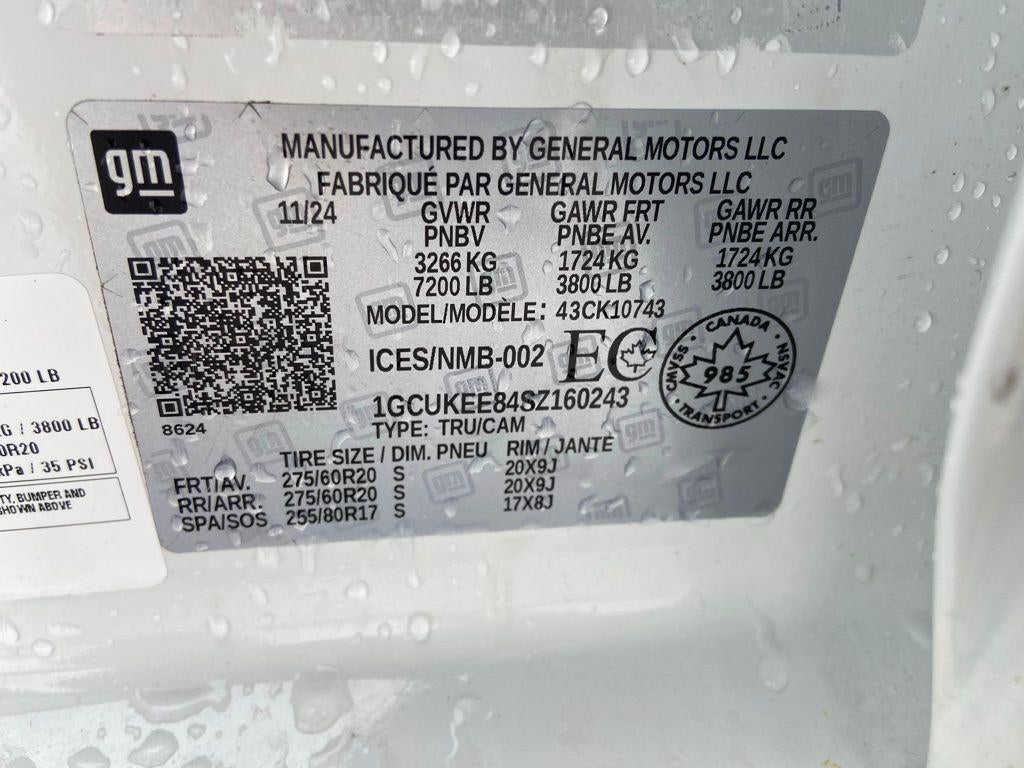 gm
MANUFACTURED BY GENERAL MOTORS LLC
FABRIQUÉ PAR GENERAL MOTORS LLC
11/24 GVWR GAWR FRT GAWR RR
PNBV PNBE AV. PNBE ARR.
3266 KG 1724 KG 1724 KG
7200 LB 3800 LB 3800 LB
MODEL/MODÈLE: 43CK10743
ICES/NMB-002 EC
CANADA
CMVSS 985 NSVAC
TRANSPORT
1GCUKEE84SZ160243
8624
TYPE: TRU/CAM
TIRE SIZE / DIM. PNEU RIM / JANTE
FRT/AV. 275/60R20 S 20X9J
RR/ARR. 275/60R20 S 20X9J
SPA/SOS 255/80R17 S 17X8J
200 LB
G / 3800 LB
0R20
kPa / 35 PSI
TY, BUMPER AND
SHOWN ABOVE